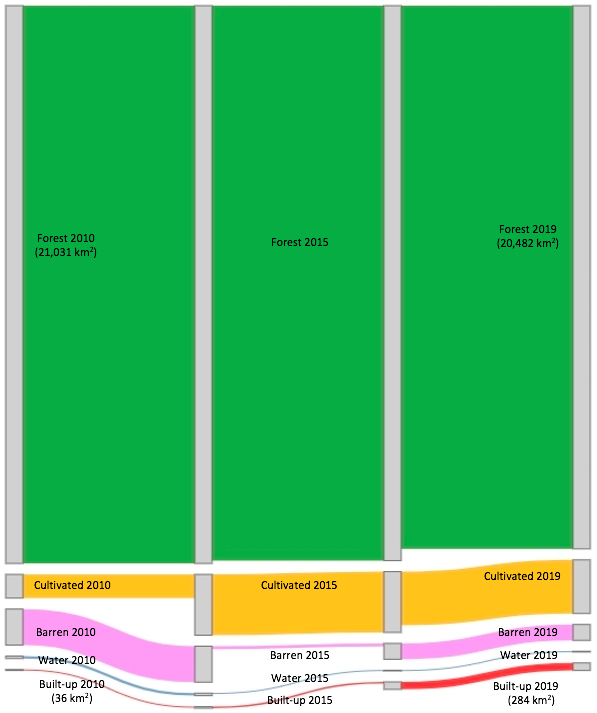 Forest 2010
(21,031 km²)
Forest 2015
Forest 2019
(20,482 km²)
Cultivated 2010
Cultivated 2015
Cultivated 2019
Barren 2010
Barren 2015
Barren 2019
Water 2010
Water 2015
Water 2019
Built-up 2010
(36 km²)
Built-up 2015
Built-up 2019
(284 km²)